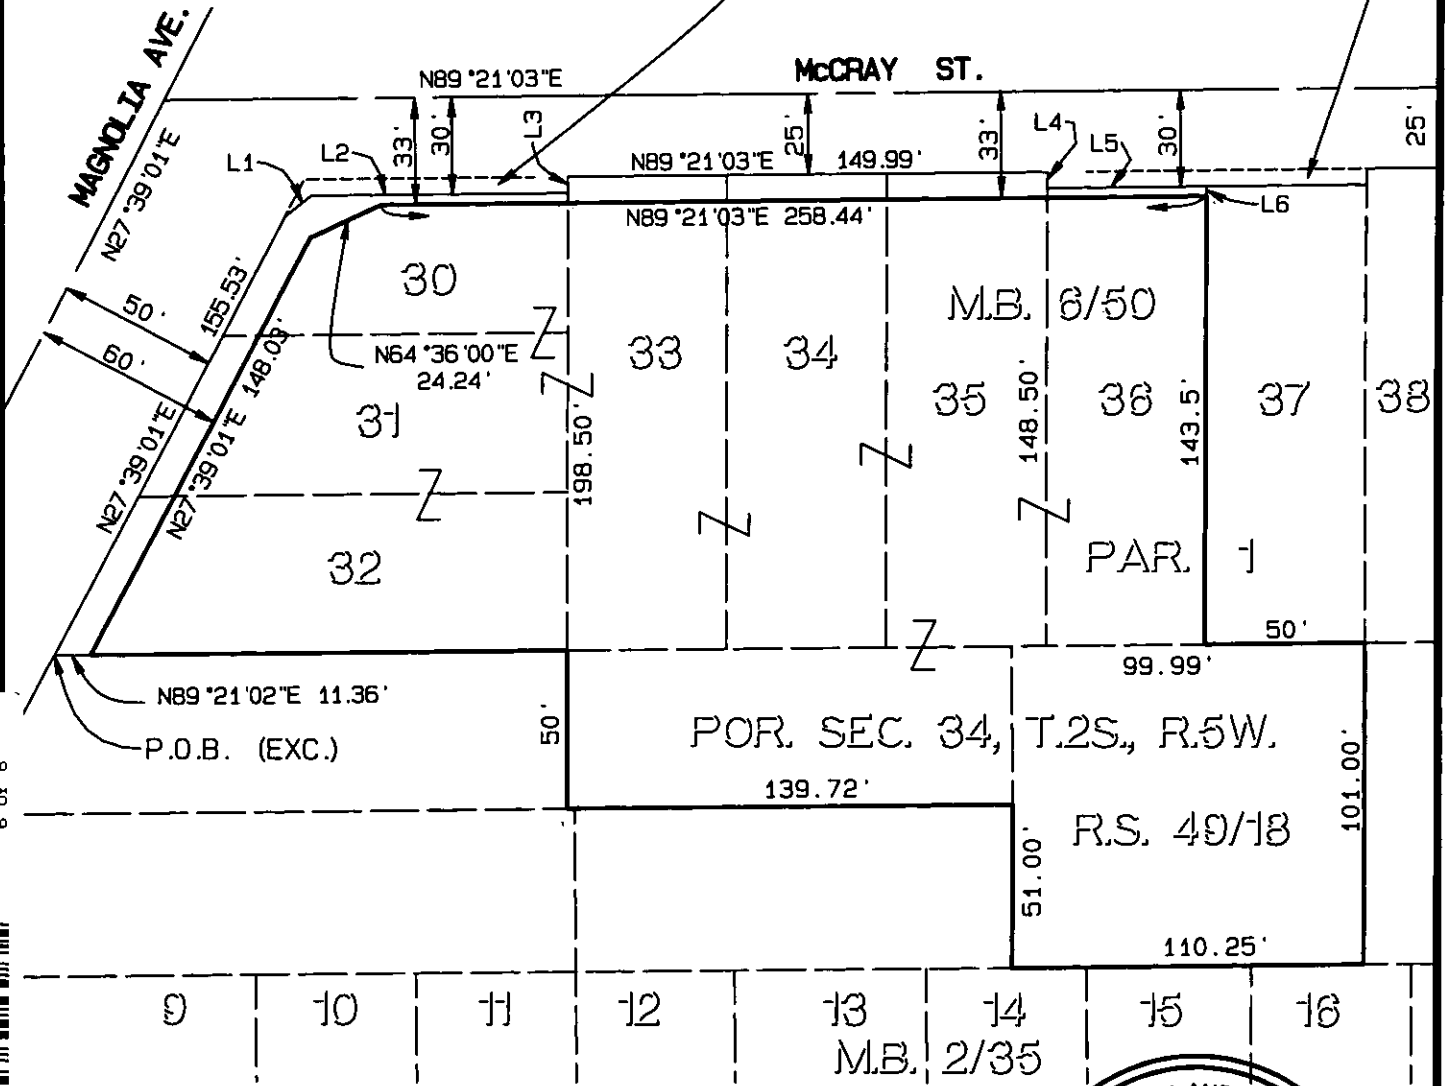 MAGNOLIA AVE.
McCRAY ST.
N89°21'03"E
N27°39'01"E
33'
30'
L3
25'
33'
L4
L5
30'
25'
L1
L2
N89°21'03"E 149.99'
N89°21'03"E 258.44'
L6
50'
60'
155.53'
N27°39'01"E 148.03'
N27°39'01"E
N64°36'00"E
24.24'
30
31
32
33
34
M.B. 6/50
35
36
37
38
198.50'
148.50'
143.5'
PAR. 1
50'
99.99'
N89°21'02"E 11.36'
P.O.B. (EXC.)
50'
POR. SEC. 34, T.2S., R.5W.
139.72'
R.S. 49/18
101.00'
51.00'
110.25'
9
10
11
12
13
14
15
16
M.B. 2/35